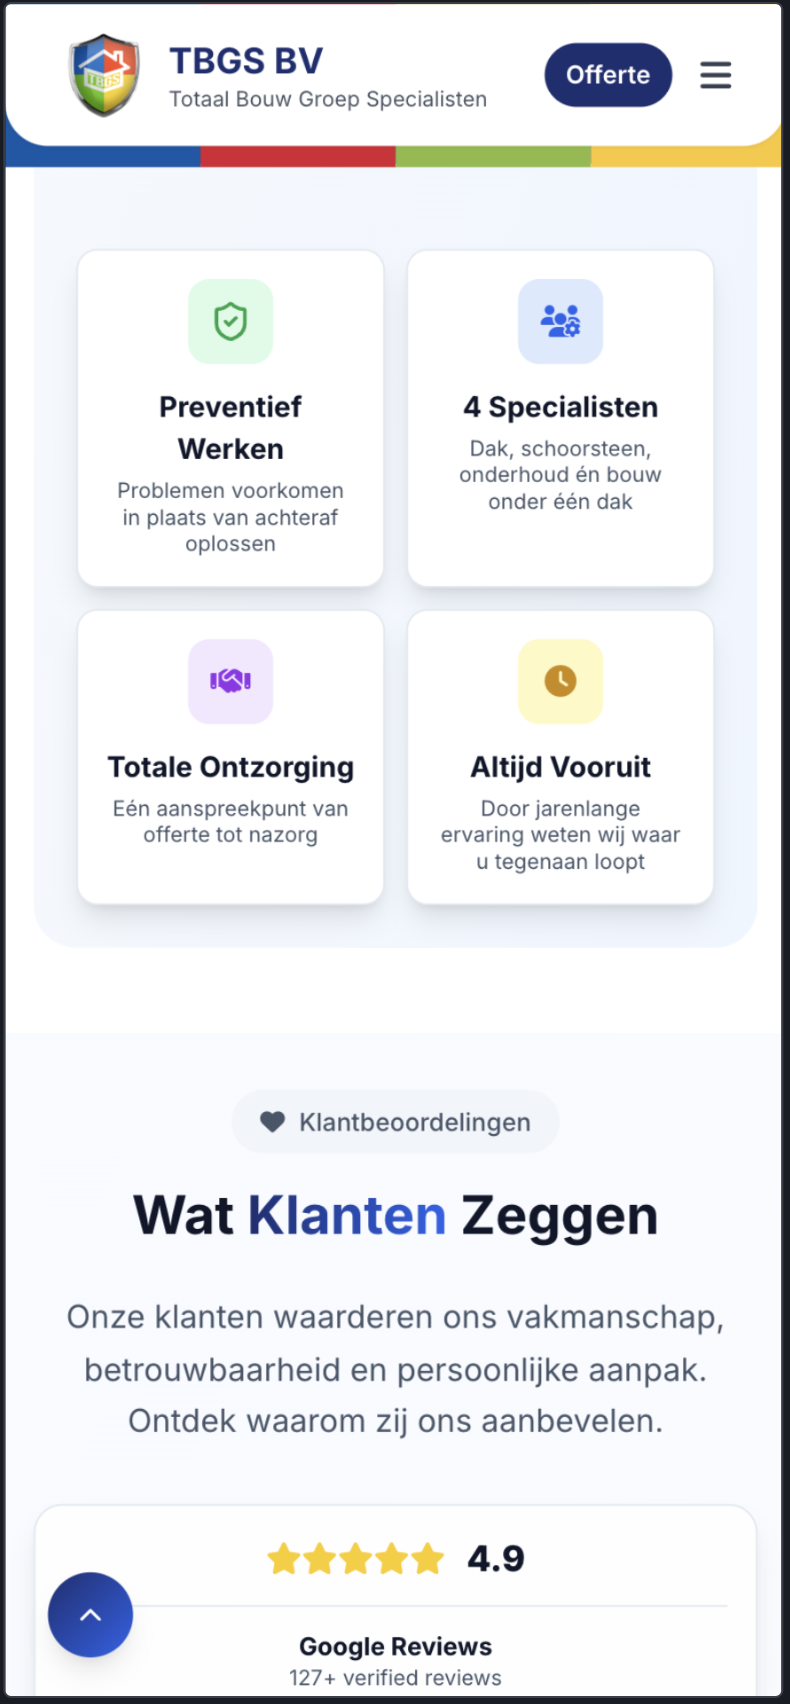 TBGS
TBGS BV
Totaal Bouw Groep Specialisten
Offerte
Preventief
Werken
Problemen voorkomen
in plaats van achteraf
oplossen
4 Specialisten
Dak, schoorsteen,
onderhoud én bouw
onder één dak
Totale Ontzorging
Eén aanspreekpunt van
offerte tot nazorg
Altijd Vooruit
Door jarenlange
ervaring weten wij waar
u tegenaan loopt
Klantbeoordelingen
Wat Klanten Zeggen
Onze klanten waarderen ons vakmanschap,
betrouwbaarheid en persoonlijke aanpak.
Ontdek waarom zij ons aanbevelen.
4.9
Google Reviews
127+ verified reviews